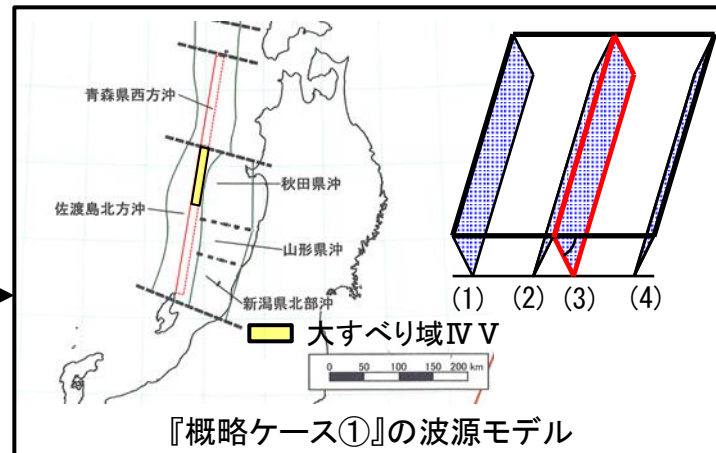 青森県西方沖
秋田県沖
佐渡島北方沖
山形県沖
新潟県北部沖
大すべり域ⅣⅤ
0 50 100 150 200 km
(1) (2) (3) (4)
『概略ケース①』の波源モデル